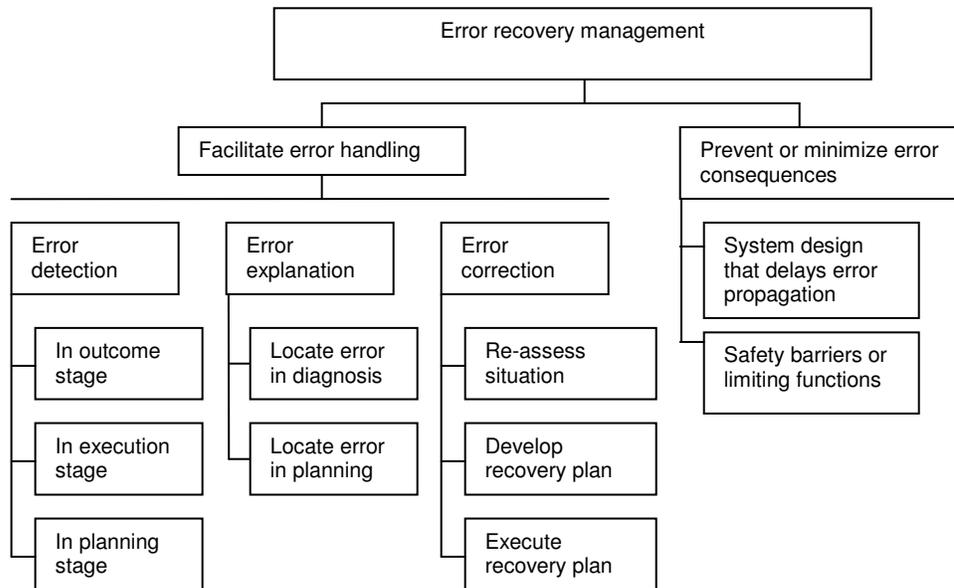 Error recovery management
Facilitate error handling
Prevent or minimize error
consequences
Error
detection
In outcome
stage
In execution
stage
In planning
stage
Error
explanation
Locate error
in diagnosis
Locate error
in planning
Error
correction
Re-assess
situation
Develop
recovery plan
Execute
recovery plan
System design
that delays error
propagation
Safety barriers or
limiting functions